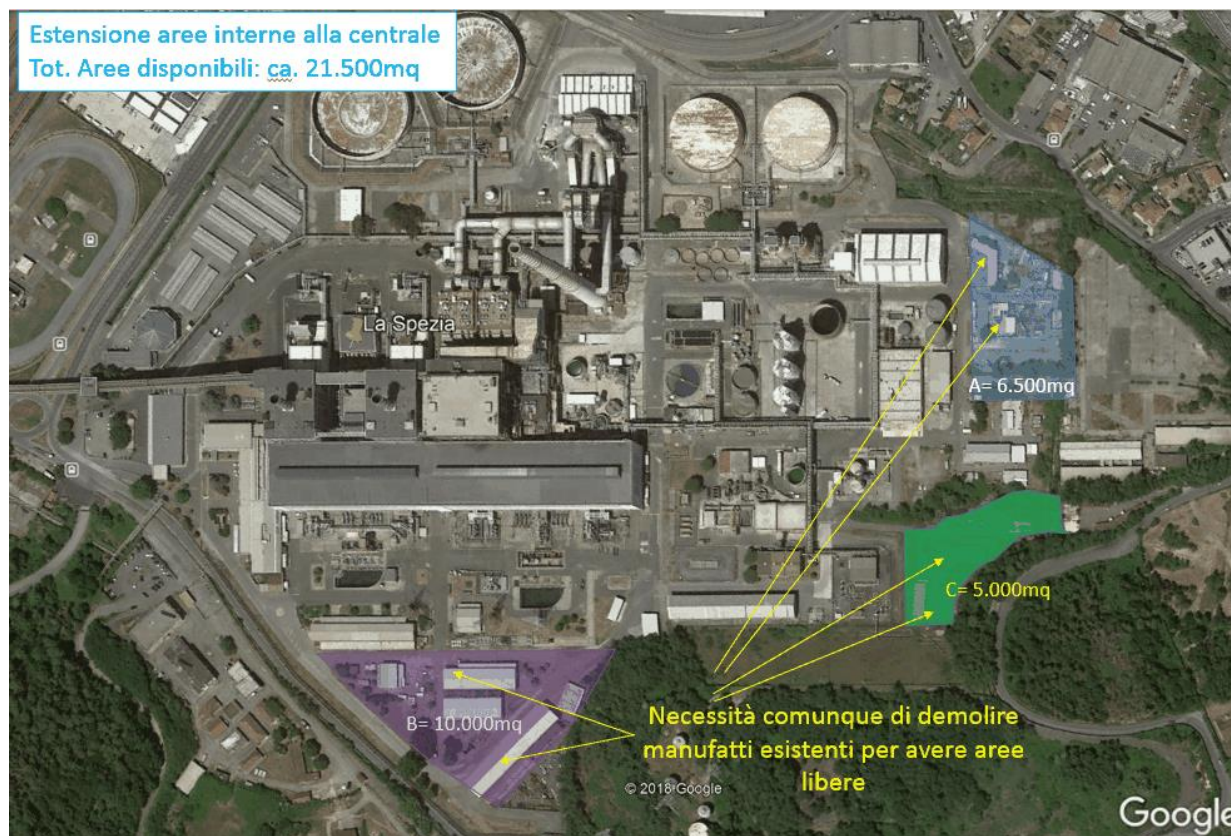 Estensione aree interne alla centrale
Tot. Aree disponibili: ca. 21.500mq
La Spezia
A= 6.500mq
C= 5.000mq
B= 10.000mq
Necessità comunque di demolire
manufatti esistenti per avere aree
libere
© 2018 Google
Google